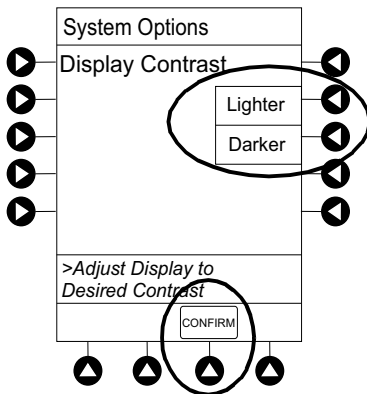 System Options
Display Contrast
Lighter
Darker
>Adjust Display to
Desired Contrast
CONFIRM